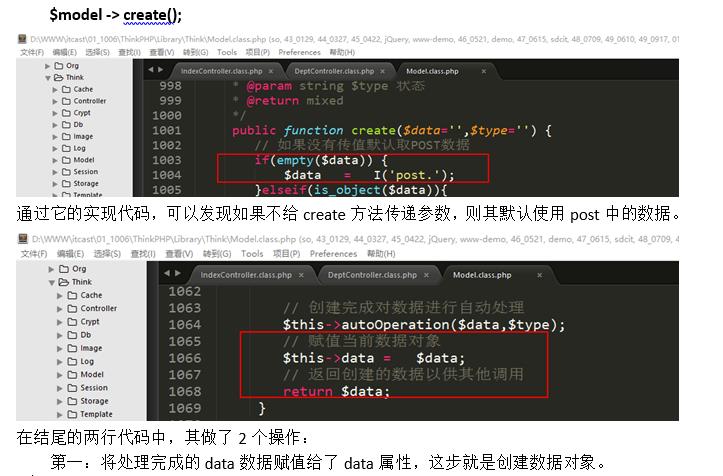 $model -> create();
D:\WWW\itcast\01_1006\ThinkPHP\Library\Think\Model.class.php (so, 43_0129, 44_0327, 45_0422, jQuery, www-demo, 46_0521, demo, 47_0615, sdcit, 48_0709, 49_0610, 49_0917, 01
文件(F) 编辑(E) 选择(S) 查找(I) 查看(V) 转到(G) Tools 项目(P) Preferences 帮助(H)
Org
Think
Cache
Controller
Crypt
Db
Image
Log
Model
Session
Storage
Template
IndexController.class.php × DeptController.class.php × Model.class.php ×
998 * @param string $type 状态
999 * @return mixed
1000 */
1001 public function create($data='',$type='') {
1002 // 如果没有传值默认取POST数据
1003 if(empty($data)) {
1004 $data = I('post.');
1005 }elseif(is_object($data)){
通过它的实现代码，可以发现如果不给 create 方法传递参数，则其默认使用 post 中的数据。
D:\WWW\itcast\01_1006\ThinkPHP\Library\Think\Model.class.php (so, 43_0129, 44_0327, 45_0422, jQuery, www-demo, 46_0521, demo, 47_0615, sdcit, 48_0709, 4
文件(F) 编辑(E) 选择(S) 查找(I) 查看(V) 转到(G) Tools 项目(P) Preferences 帮助(H)
Org
Think
Cache
Controller
Crypt
Db
Image
Log
Model
Session
Storage
Template
IndexController.class.php × DeptController.class.php × Model.class.php ×
1062
1063 // 创建完成对数据进行自动处理
1064 $this->autoOperation($data,$type);
1065 // 赋值当前数据对象
1066 $this->data = $data;
1067 // 返回创建的数据以供其他调用
1068 return $data;
1069 }
在结尾的两行代码中，其做了 2 个操作：
第一：将处理完成的 data 数据赋值给了 data 属性，这步就是创建数据对象。